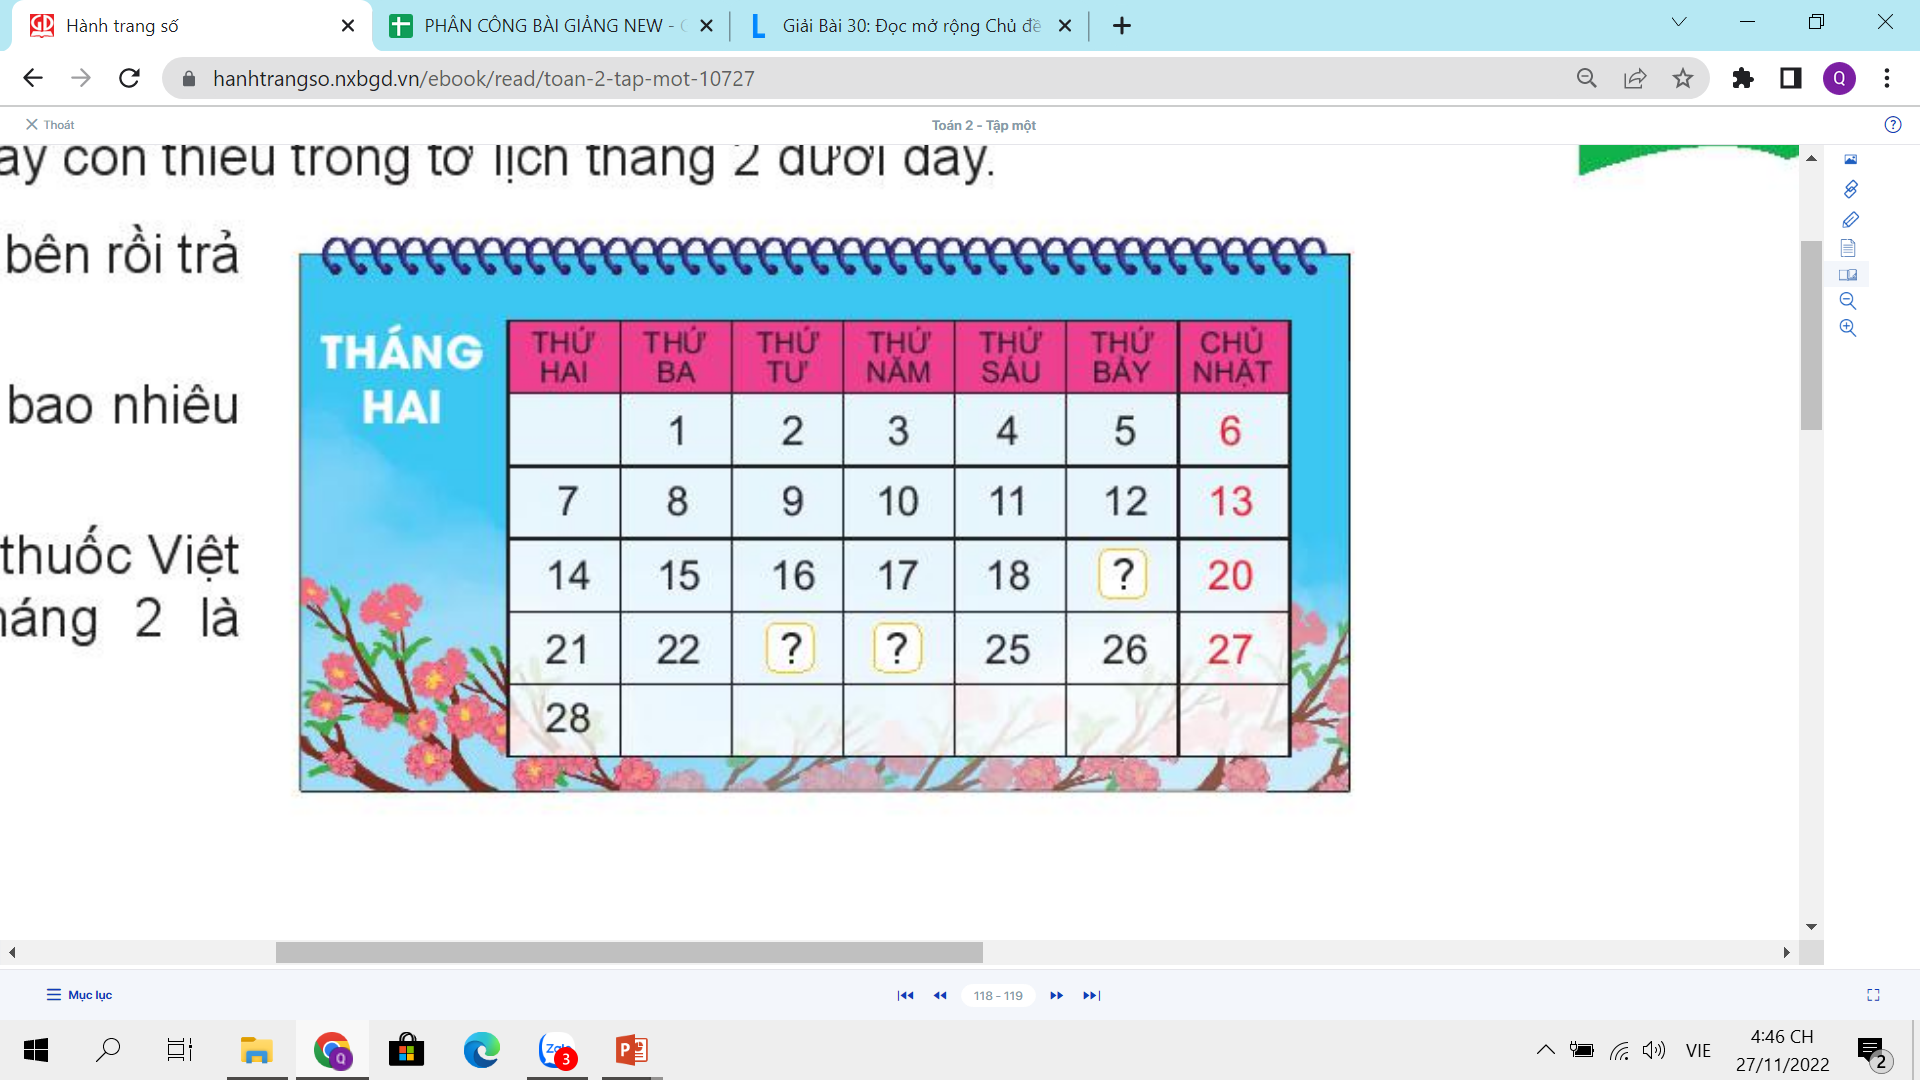 Hành trang số
PHÂN CÔNG BÀI GIẢNG NEW -
Giải Bài 30: Đọc mở rộng Chủ đề
hanhtrangso.nxbgd.vn/ebook/read/toan-2-tap-mot-10727
Q
Thoát
Toán 2 - Tập một
còn thiếu trong tờ lịch tháng 2 dưới đây.
bên rồi trả
bao nhiêu
thuốc Việt
2 là
THÁNG HAI
THỨ HAI THỨ BA THỨ TƯ THỨ NĂM THỨ SÁU THỨ BẢY CHỦ NHẬT
1 2 3 4 5 6
7 8 9 10 11 12 13
14 15 16 17 18 ? 20
21 22 ? ? 25 26 27
28
Mục lục
118 - 119
Zalo
3
VIE
4:46 CH
27/11/2022
2